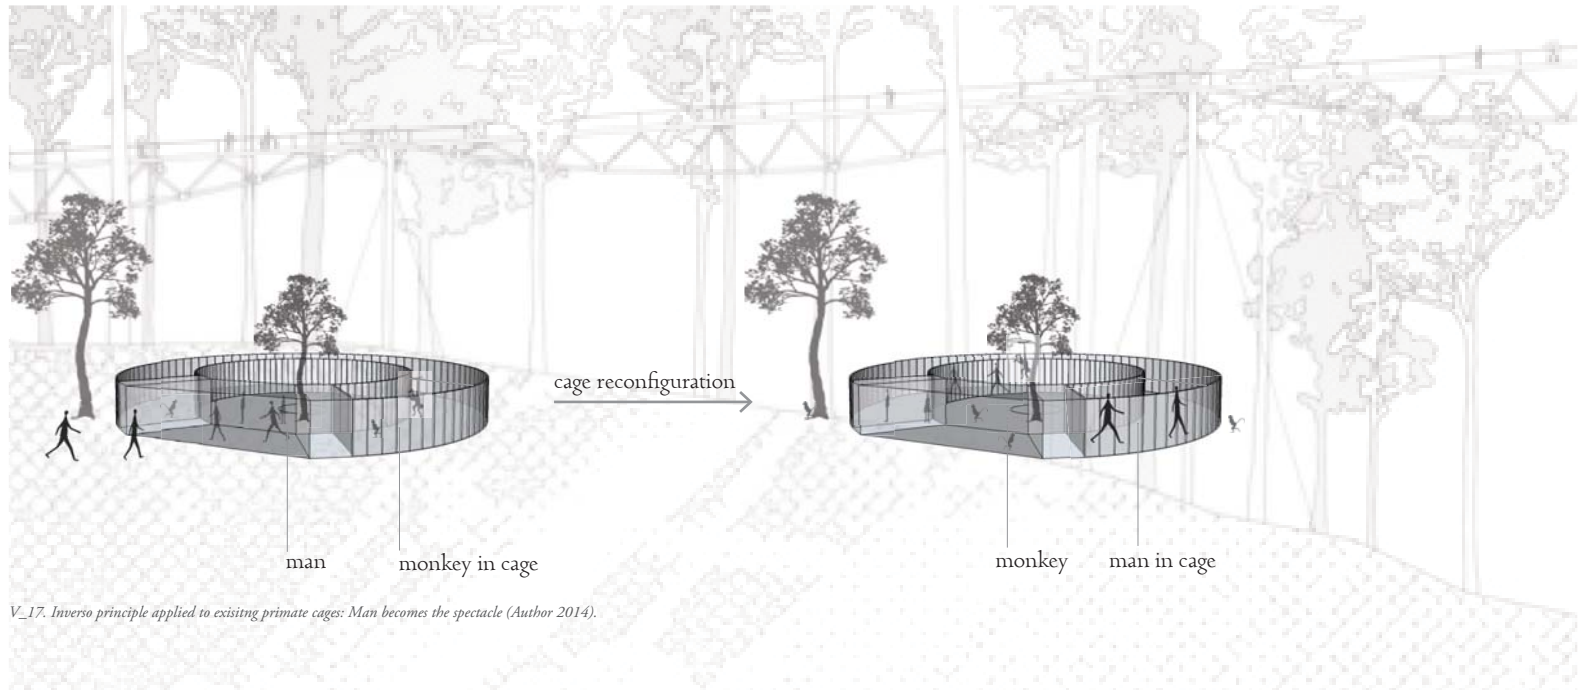 cage reconfiguration
man
monkey in cage
monkey
man in cage
V_17. Inverso principle applied to exisitng primate cages: Man becomes the spectacle (Author 2014).